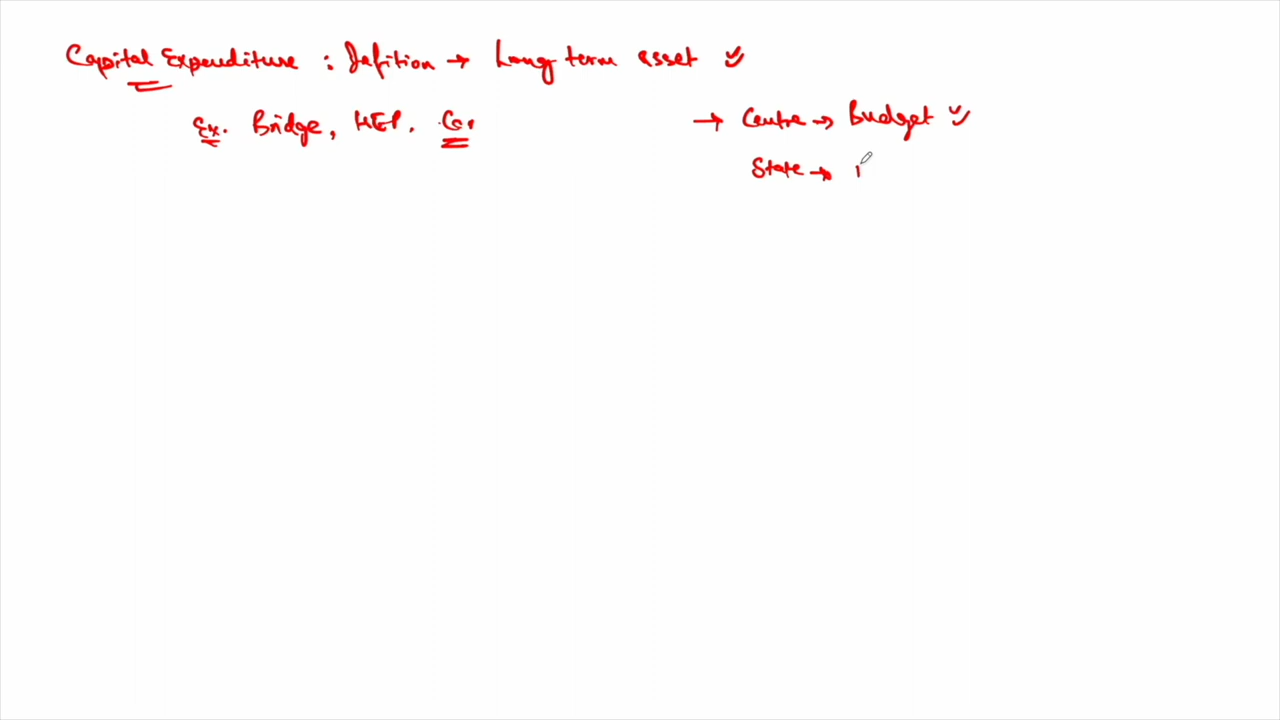 Capital Expenditure : Defition → Long term asset
Ex. Bridge, HEP,
→ Centre → Budget
State →